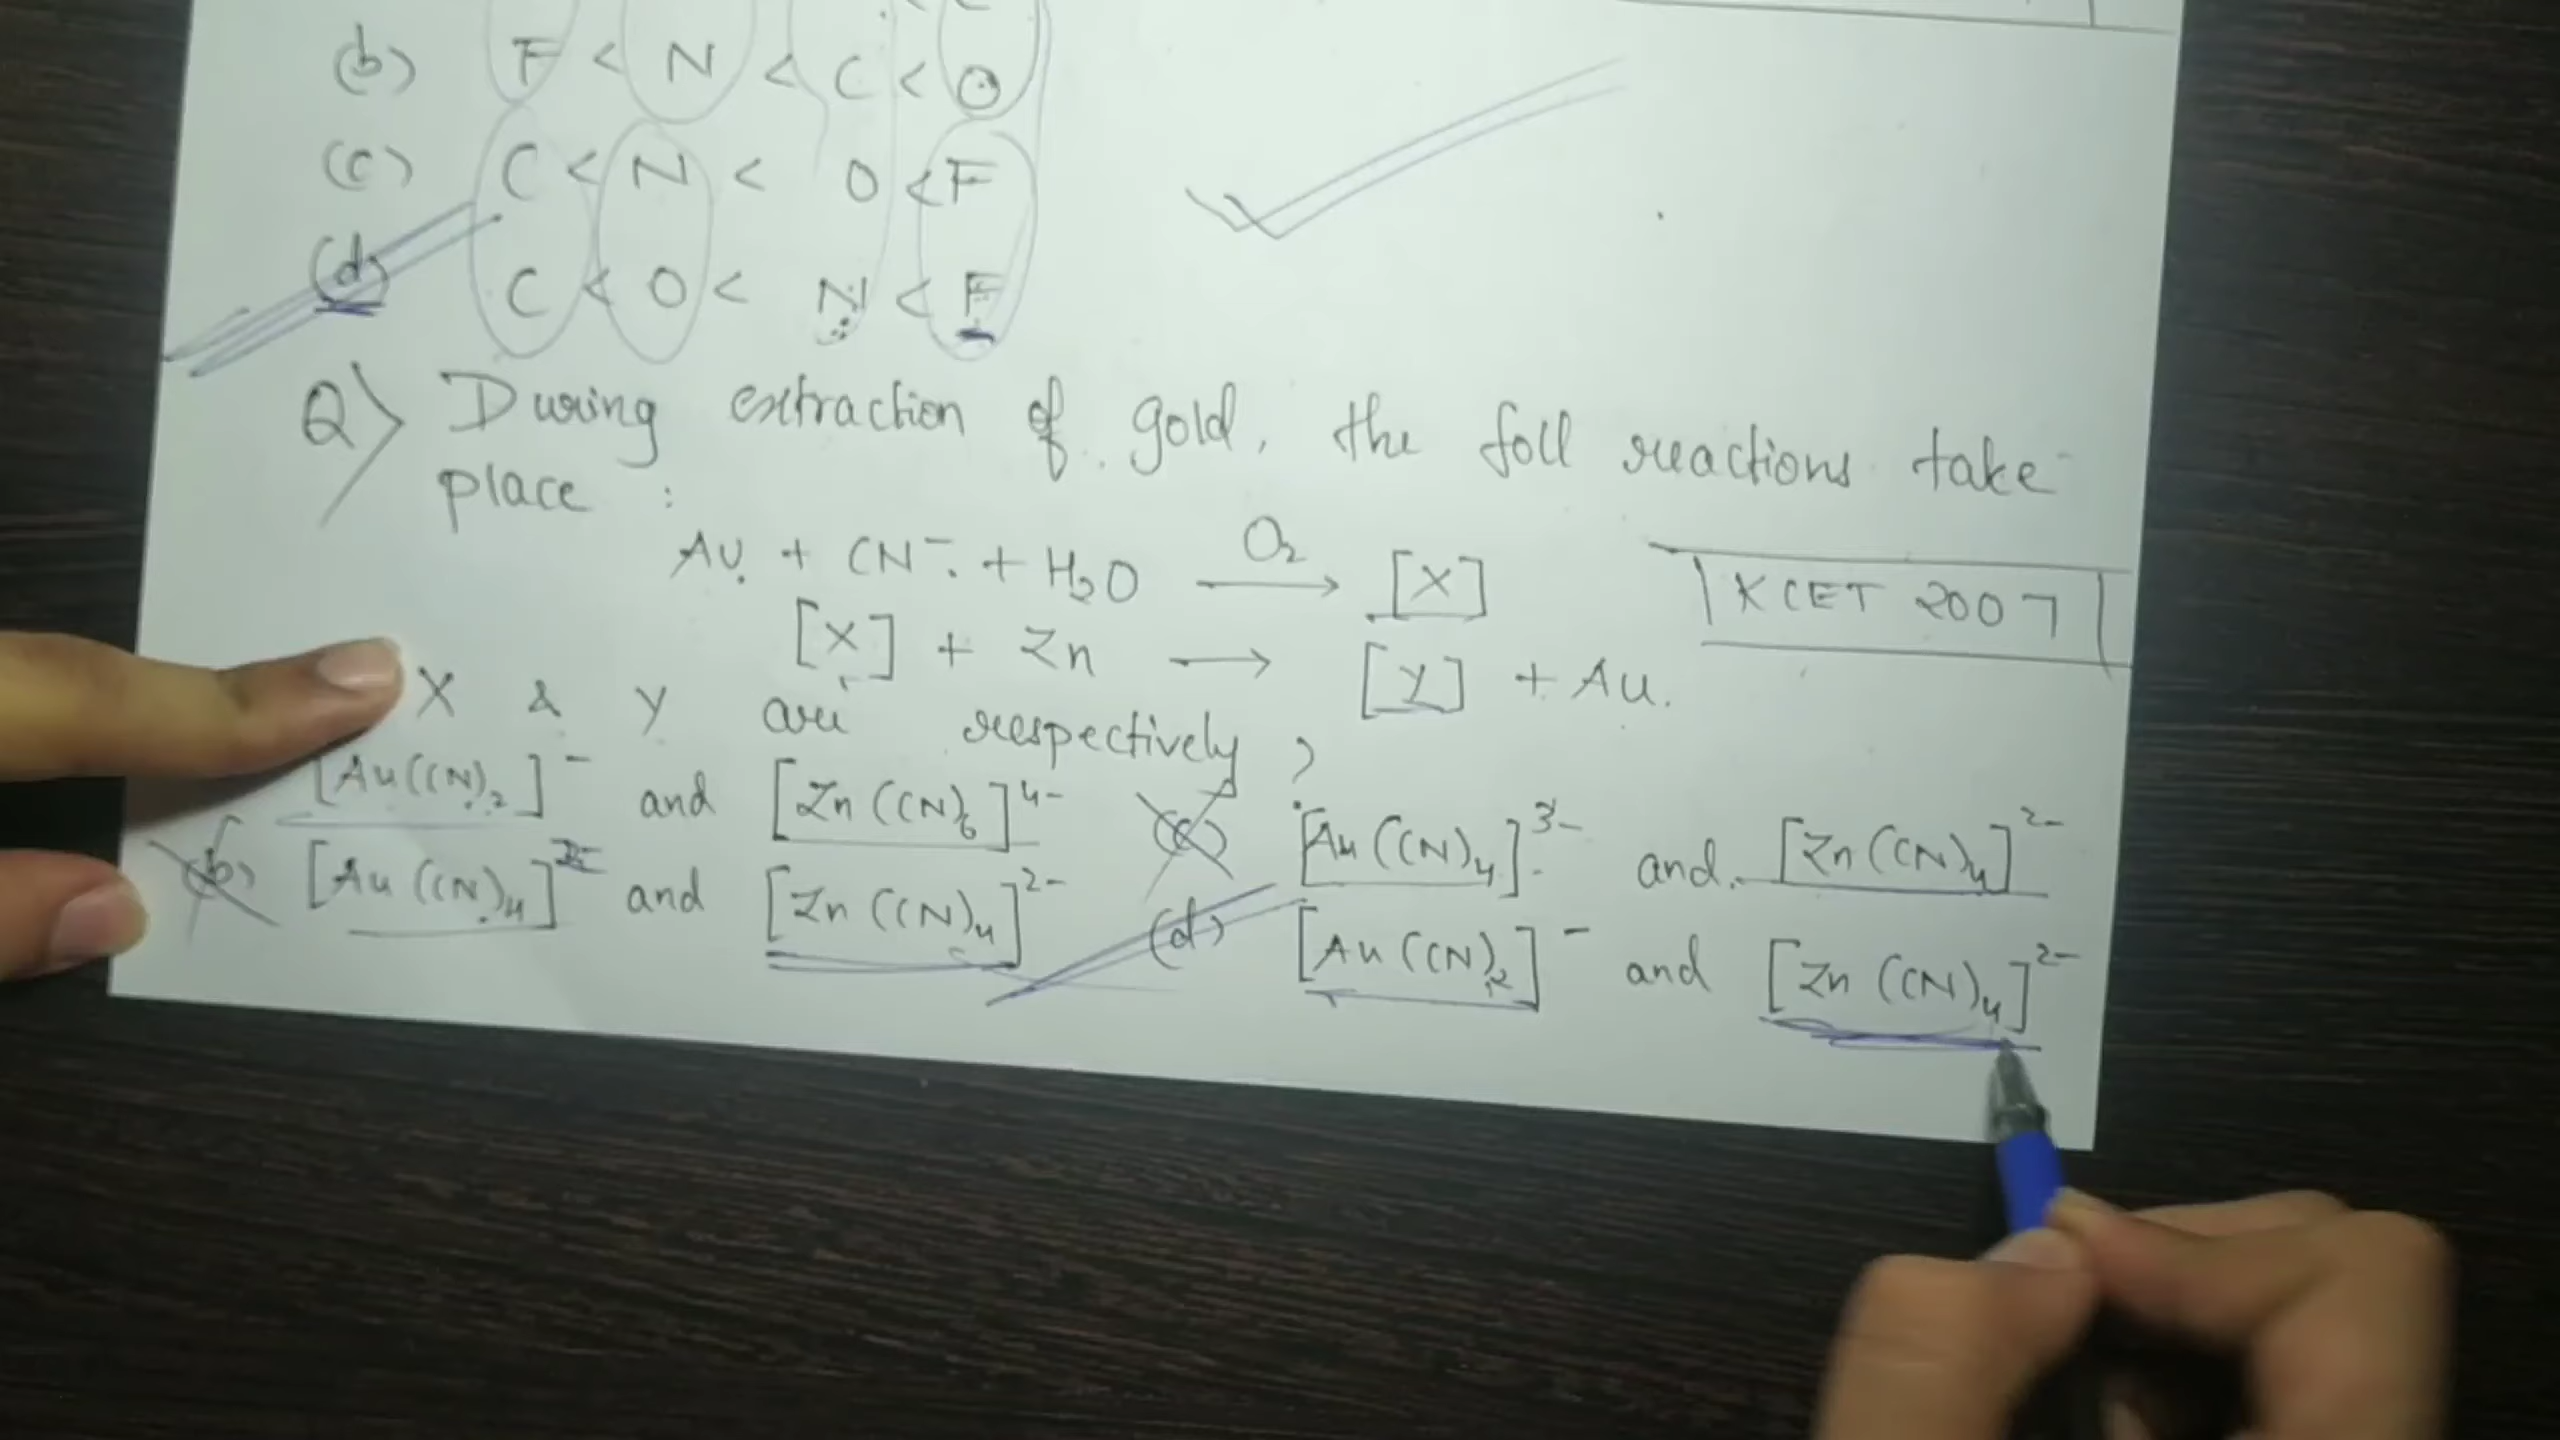 (b) F < N < C < O
(c) C < N < O < F
(d) C < O < N < F
Q) During extraction of gold, the foll reactions take
place :
Au + CN⁻ + H₂O O₂→ [X]
KCET 2007
[X] + Zn → [Y] + Au.
X & Y are respectively ?
[Au(CN)₂]⁻ and [Zn(CN)₆]⁴⁻ (c) [Au(CN)₄]³⁻ and [Zn(CN)₄]²⁻
(b) [Au(CN)₄] and [Zn(CN)₄]²⁻ (d) [Au(CN)₂]⁻ and [Zn(CN)₄]²⁻